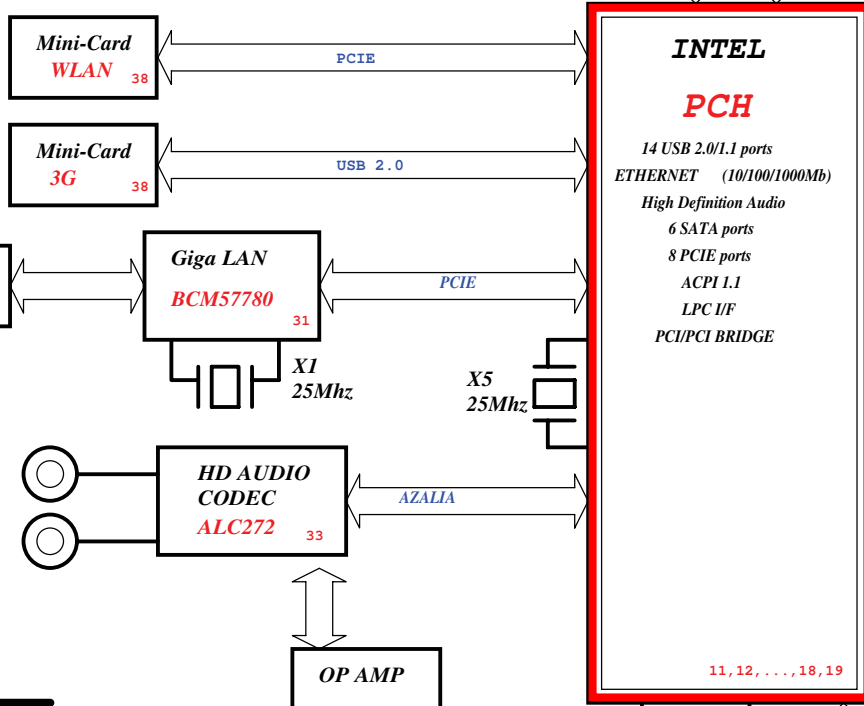 Mini-Card
WLAN 38
PCIE
Mini-Card
3G 38
USB 2.0
Giga LAN
BCM57780
31
PCIE
X1
25Mhz
X5
25Mhz
HD AUDIO
CODEC
ALC272 33
AZALIA
OP AMP
INTEL
PCH
14 USB 2.0/1.1 ports
ETHERNET (10/100/1000Mb)
High Definition Audio
6 SATA ports
8 PCIE ports
ACPI 1.1
LPC I/F
PCI/PCI BRIDGE
11,12,...,18,19